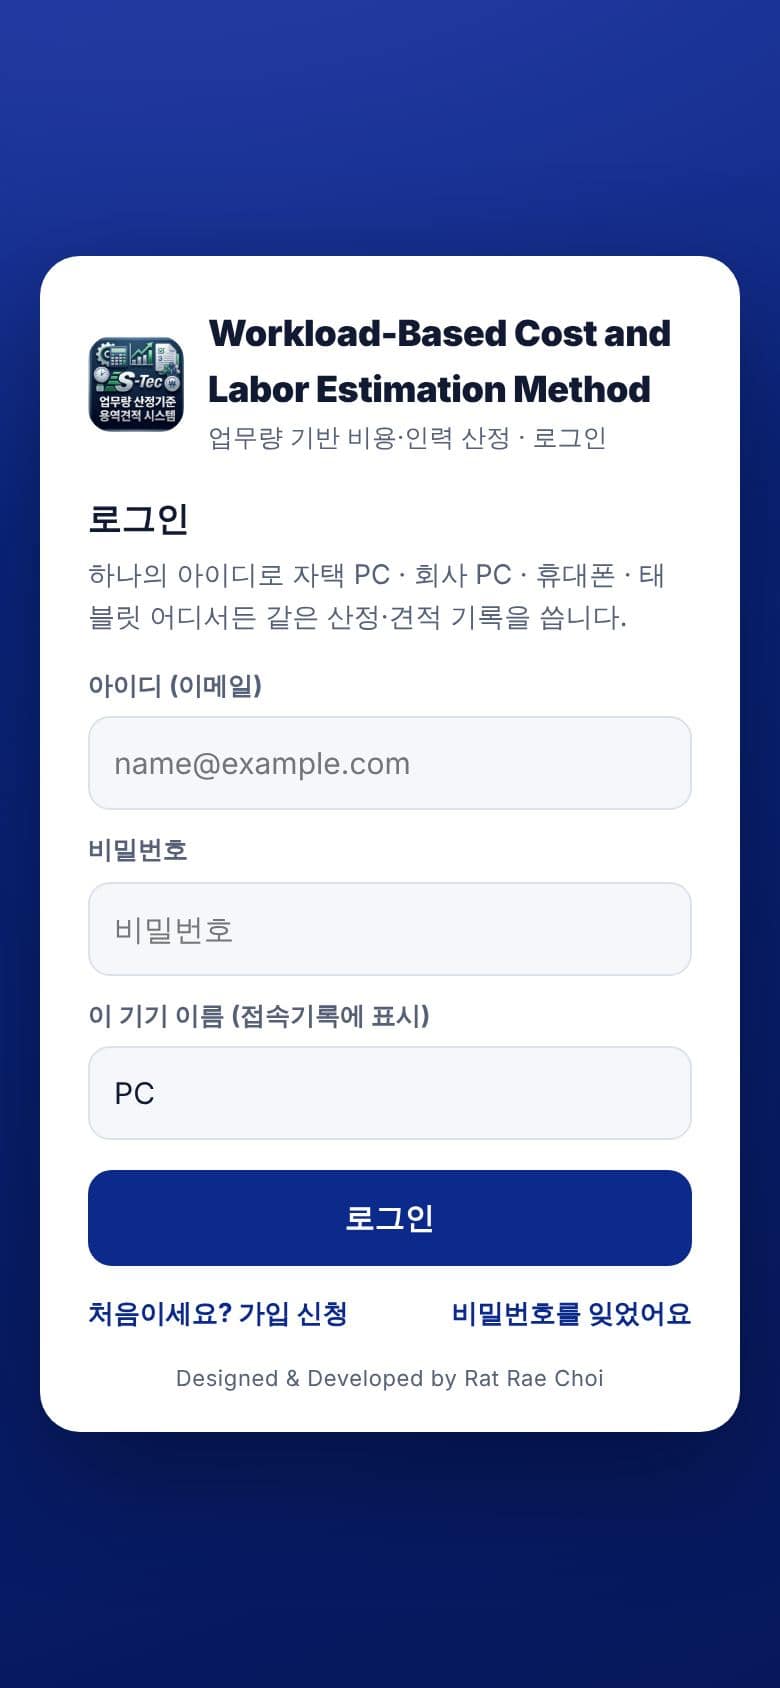 S-Tec
업무량 산정기준
용역견적 시스템
Workload-Based Cost and
Labor Estimation Method
업무량 기반 비용·인력 산정 · 로그인
로그인
하나의 아이디로 자택 PC · 회사 PC · 휴대폰 · 태
블릿 어디서든 같은 산정·견적 기록을 씁니다.
아이디 (이메일)
name@example.com
비밀번호
비밀번호
이 기기 이름 (접속기록에 표시)
PC
로그인
처음이세요? 가입 신청
비밀번호를 잊었어요
Designed & Developed by Rat Rae Choi